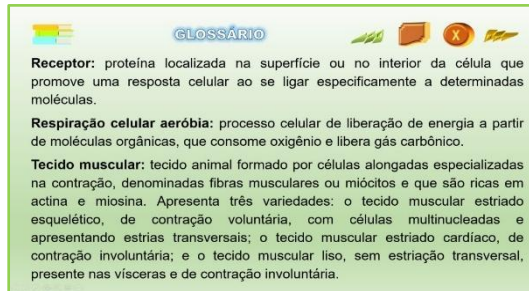 GLOSSÁRIO
X
Receptor: proteína localizada na superfície ou no interior da célula que
promove uma resposta celular ao se ligar especificamente a determinadas
moléculas.
Respiração celular aeróbia: processo celular de liberação de energia a partir
de moléculas orgânicas, que consome oxigênio e libera gás carbônico.
Tecido muscular: tecido animal formado por células alongadas especializadas
na contração, denominadas fibras musculares ou miócitos e que são ricas em
actina e miosina. Apresenta três variedades: o tecido muscular estriado
esquelético, de contração voluntária, com células multinucleadas e
apresentando estrias transversais; o tecido muscular estriado cardíaco, de
contração involuntária; e o tecido muscular liso, sem estriação transversal,
presente nas vísceras e de contração involuntária.